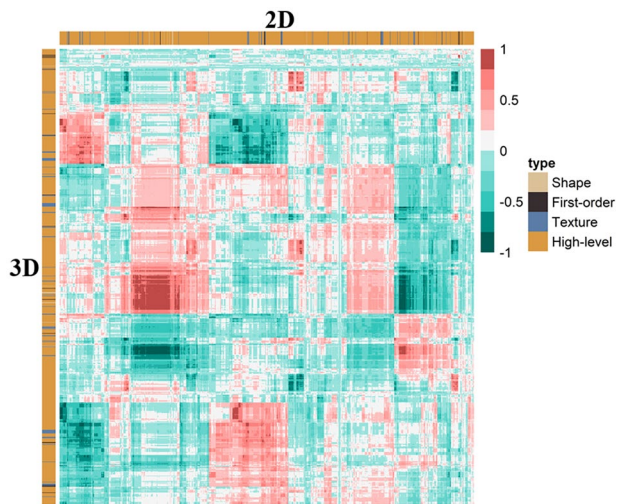 2D
3D
1
0.5
0
-0.5
-1
type
Shape
First-order
Texture
High-level